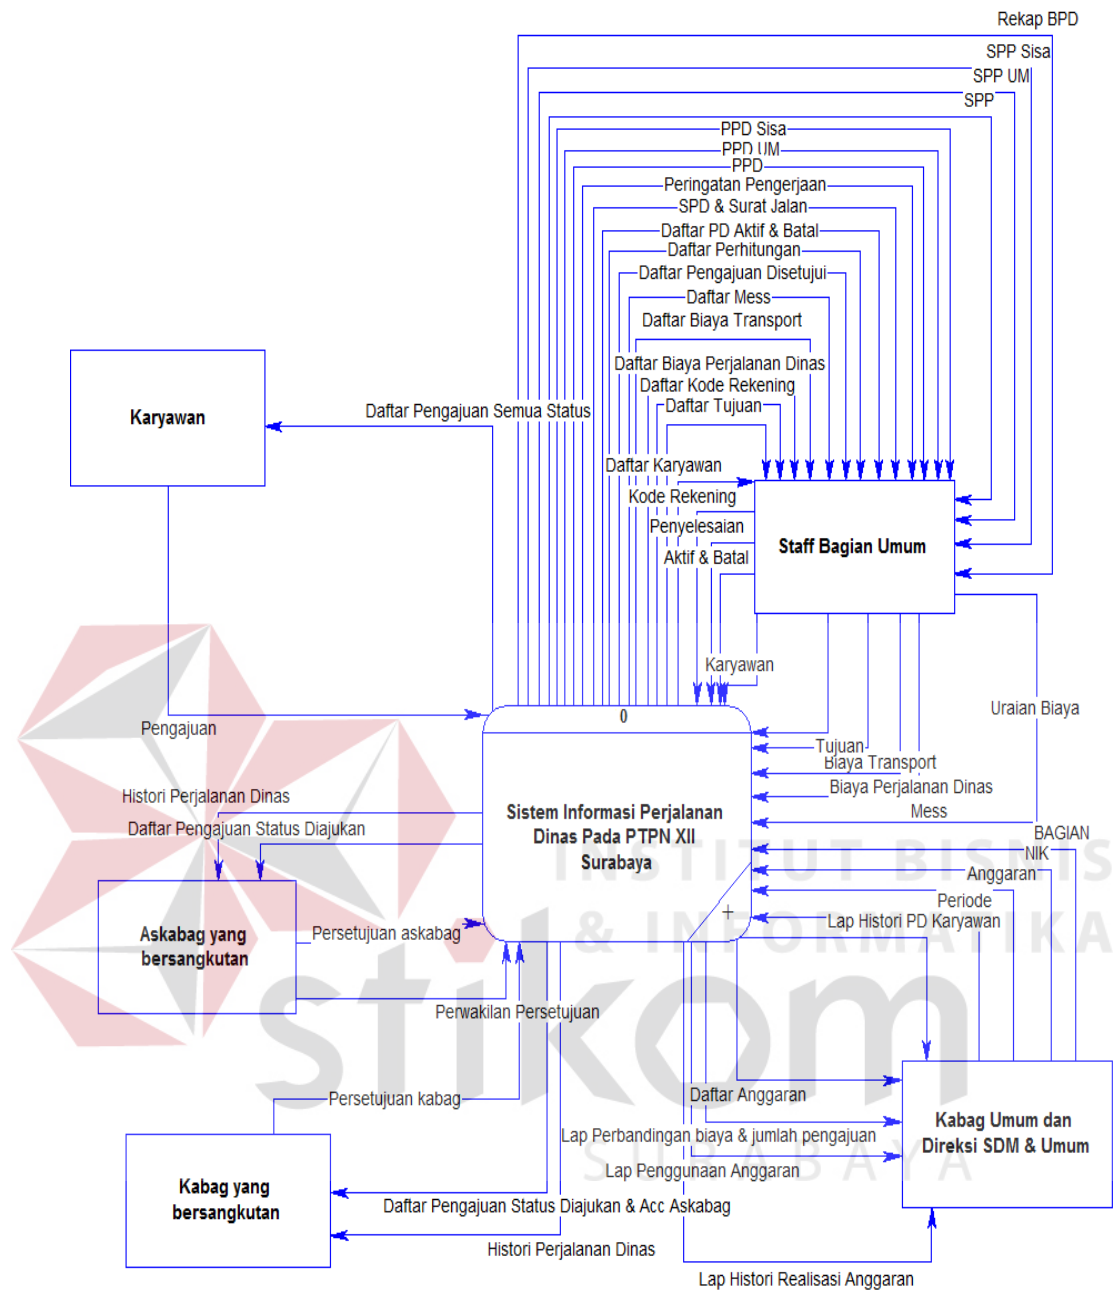 Rekap BPD
SPP Sisa
SPP UM
SPP
PPD Sisa
PPD UM
PPD
Peringatan Pengerjaan
SPD & Surat Jalan
Daftar PD Aktif & Batal
Daftar Perhitungan
Daftar Pengajuan Disetujui
Daftar Mess
Daftar Biaya Transport
Daftar Biaya Perjalanan Dinas
Daftar Kode Rekening
Daftar Tujuan
Karyawan
Daftar Pengajuan Semua Status
Daftar Karyawan
Kode Rekening
Penyelesaian
Aktif & Batal
Staff Bagian Umum
Karyawan
Uraian Biaya
Pengajuan
0
Tujuan
Biaya Transport
Biaya Perjalanan Dinas
Mess
Histori Perjalanan Dinas
Daftar Pengajuan Status Diajukan
Sistem Informasi Perjalanan
Dinas Pada PTPN XII
Surabaya
+
BAGIAN
NIK
Anggaran
Periode
Lap Histori PD Karyawan
Askabag yang
bersangkutan
Persetujuan askabag
Perwakilan Persetujuan
INSTITUT BISNIS
& INFORMATIKA
stikom
SURABAYA
Persetujuan kabag
Daftar Anggaran
Lap Perbandingan biaya & jumlah pengajuan
Lap Penggunaan Anggaran
Kabag Umum dan
Direksi SDM & Umum
Kabag yang
bersangkutan
Daftar Pengajuan Status Diajukan & Acc Askabag
Histori Perjalanan Dinas
Lap Histori Realisasi Anggaran